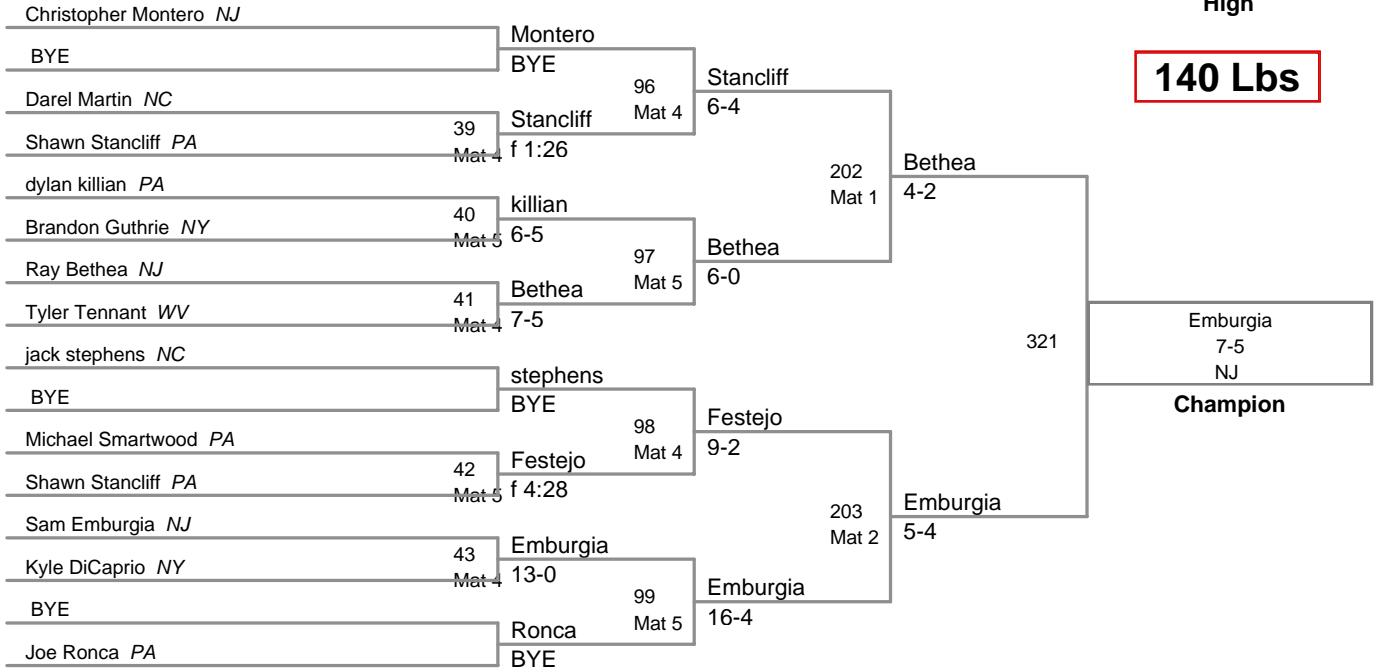 High
140 Lbs
Christopher Montero NJ
BYE
Darel Martin NC
Shawn Stancliff PA
dylan killian PA
Brandon Guthrie NY
Ray Bethea NJ
Tyler Tennant WV
jack stephens NC
BYE
Michael Smartwood PA
Shawn Stancliff PA
Sam Emburgia NJ
Kyle DiCaprio NY
BYE
Joe Ronca PA
39
Mat 4
40
Mat 5
41
Mat 4
42
Mat 5
43
Mat 4
Montero
BYE
Stancliff
f 1:26
killian
6-5
Bethea
7-5
stephens
BYE
Festejo
f 4:28
Emburgia
13-0
Ronca
BYE
96
Mat 4
97
Mat 5
98
Mat 4
99
Mat 5
Stancliff
6-4
Bethea
6-0
Festejo
9-2
Emburgia
16-4
202
Mat 1
203
Mat 2
Bethea
4-2
Emburgia
5-4
321
Emburgia
7-5
NJ
Champion